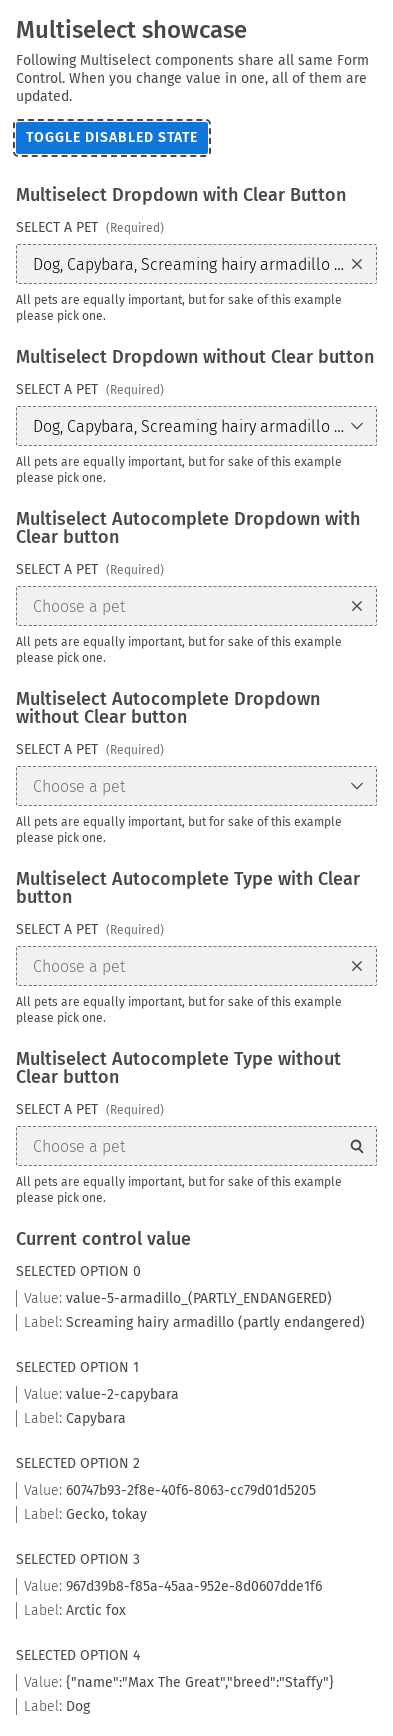 Multiselect showcase
Following Multiselect components share all same Form
Control. When you change value in one, all of them are
updated.
TOGGLE DISABLED STATE
Multiselect Dropdown with Clear Button
SELECT A PET (Required)
Dog, Capybara, Screaming hairy armadillo ...
All pets are equally important, but for sake of this example
please pick one.
Multiselect Dropdown without Clear button
SELECT A PET (Required)
Dog, Capybara, Screaming hairy armadillo ...
All pets are equally important, but for sake of this example
please pick one.
Multiselect Autocomplete Dropdown with
Clear button
SELECT A PET (Required)
Choose a pet
All pets are equally important, but for sake of this example
please pick one.
Multiselect Autocomplete Dropdown
without Clear button
SELECT A PET (Required)
Choose a pet
All pets are equally important, but for sake of this example
please pick one.
Multiselect Autocomplete Type with Clear
button
SELECT A PET (Required)
Choose a pet
All pets are equally important, but for sake of this example
please pick one.
Multiselect Autocomplete Type without
Clear button
SELECT A PET (Required)
Choose a pet
All pets are equally important, but for sake of this example
please pick one.
Current control value
SELECTED OPTION 0
Value: value-5-armadillo_(PARTLY_ENDANGERED)
Label: Screaming hairy armadillo (partly endangered)
SELECTED OPTION 1
Value: value-2-capybara
Label: Capybara
SELECTED OPTION 2
Value: 60747b93-2f8e-40f6-8063-cc79d01d5205
Label: Gecko, tokay
SELECTED OPTION 3
Value: 967d39b8-f85a-45aa-952e-8d0607dde1f6
Label: Arctic fox
SELECTED OPTION 4
Value: {"name":"Max The Great","breed":"Staffy"}
Label: Dog